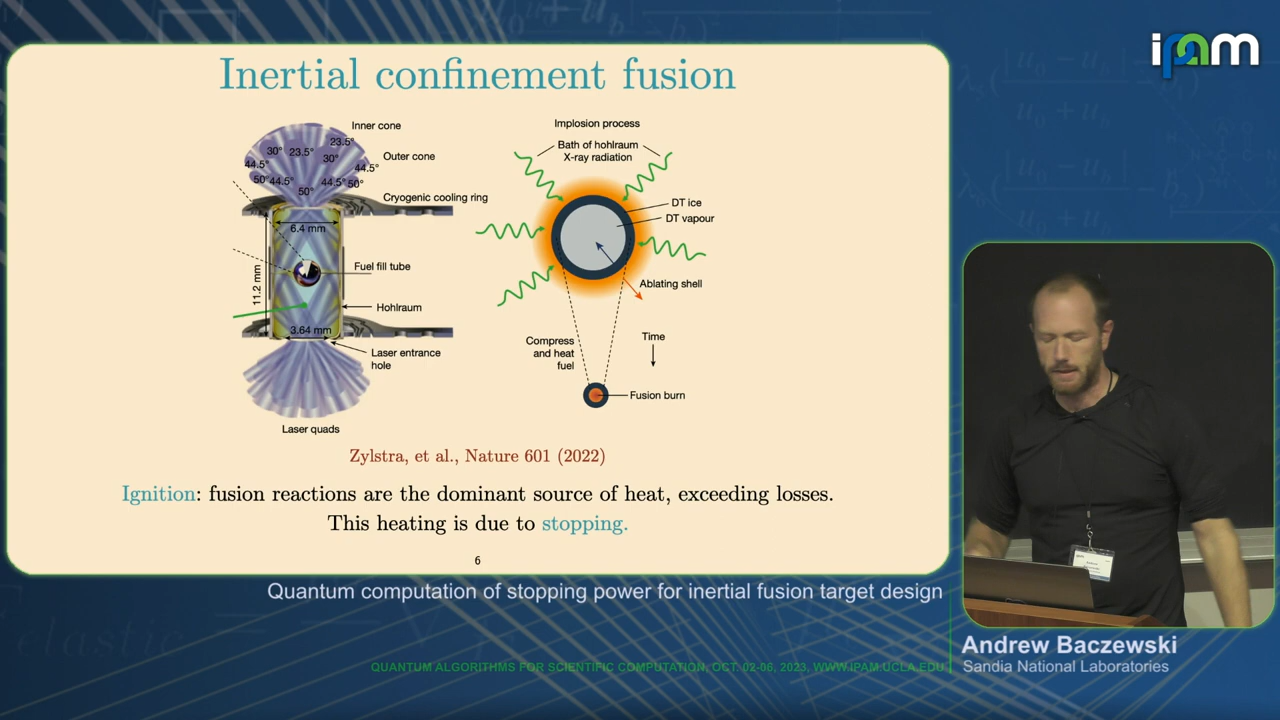 ipam
Inertial confinement fusion
Inner cone
23.5°
30° 23.5°
30°
Outer cone
44.5°
44.5°
50° 44.5°
44.5° 50°
50°
Cryogenic cooling ring
6.4 mm
Fuel fill tube
11.2 mm
Hohlraum
3.64 mm
Laser entrance
hole
Laser quads
Implosion process
Bath of hohlraum
X-ray radiation
DT ice
DT vapour
Ablating shell
Compress
and heat
fuel
Time
Fusion burn
Zylstra, et al., Nature 601 (2022)
Ignition: fusion reactions are the dominant source of heat, exceeding losses.
This heating is due to stopping.
6
Quantum computation of stopping power for inertial fusion target design
Andrew Baczewski
Sandia National Laboratories
QUANTUM ALGORITHMS FOR SCIENTIFIC COMPUTATION, OCT. 02-06, 2023, WWW.IPAM.UCLA.EDU
elastic